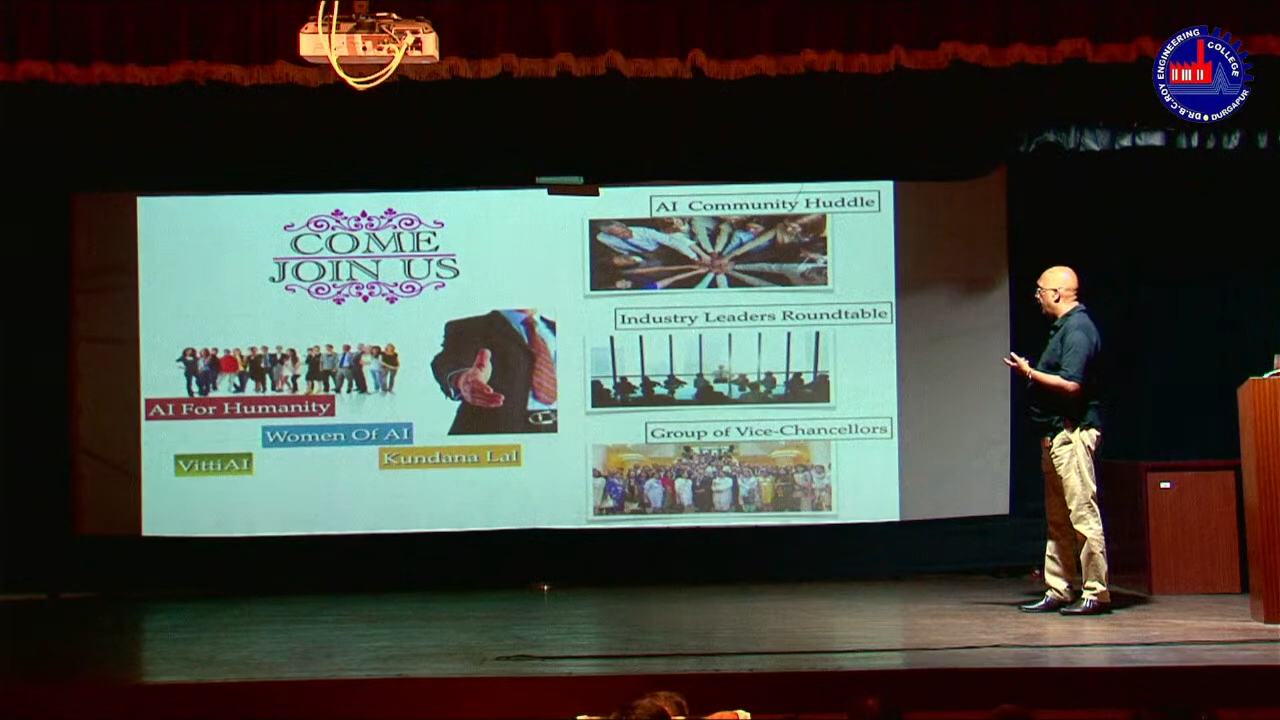 COME
JOIN US
AI For Humanity
Women Of AI
VittiAI
Kundana Lal
AI Community Huddle
Industry Leaders Roundtable
Group of Vice-Chancellors
DR.B.C.ROY ENGINEERING COLLEGE
DURGAPUR